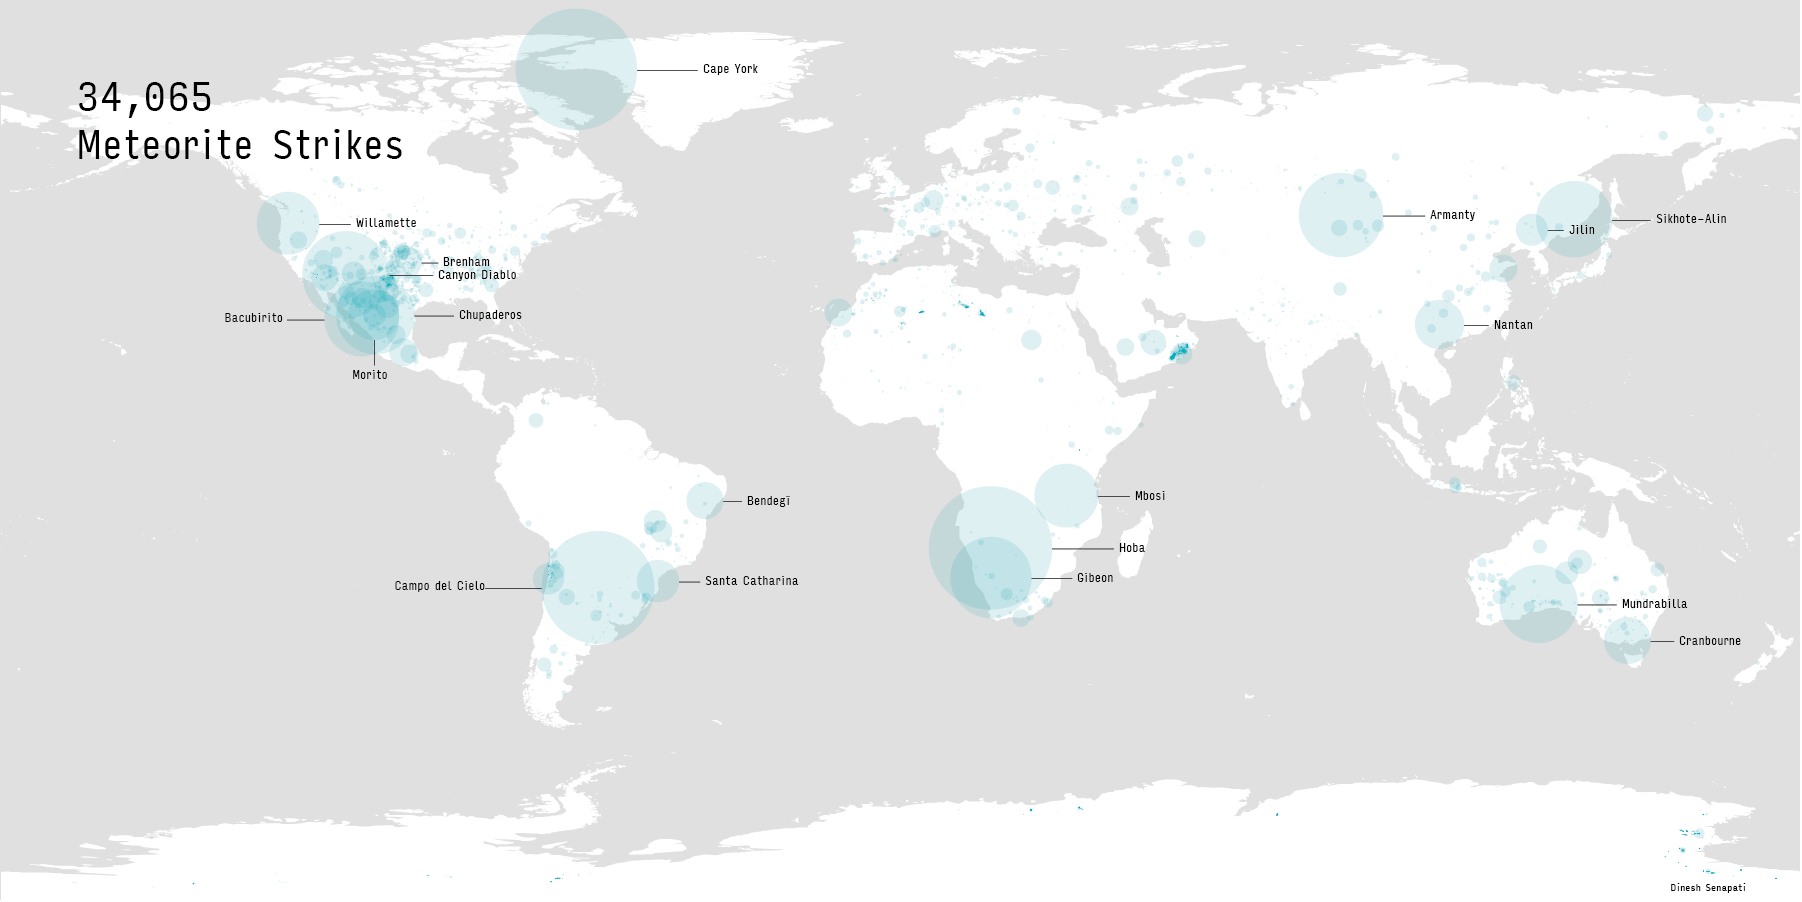 34,065
Meteorite Strikes
Cape York
Willamette
Brenham
Canyon Diablo
Bacubirito
Chupaderos
Morito
Armanty
Sikhote-Alin
Jilin
Nantan
Bendegī
Mbosi
Hoba
Gibeon
Campo del Cielo
Santa Catharina
Mundrabilla
Cranbourne
Dinesh Senapati